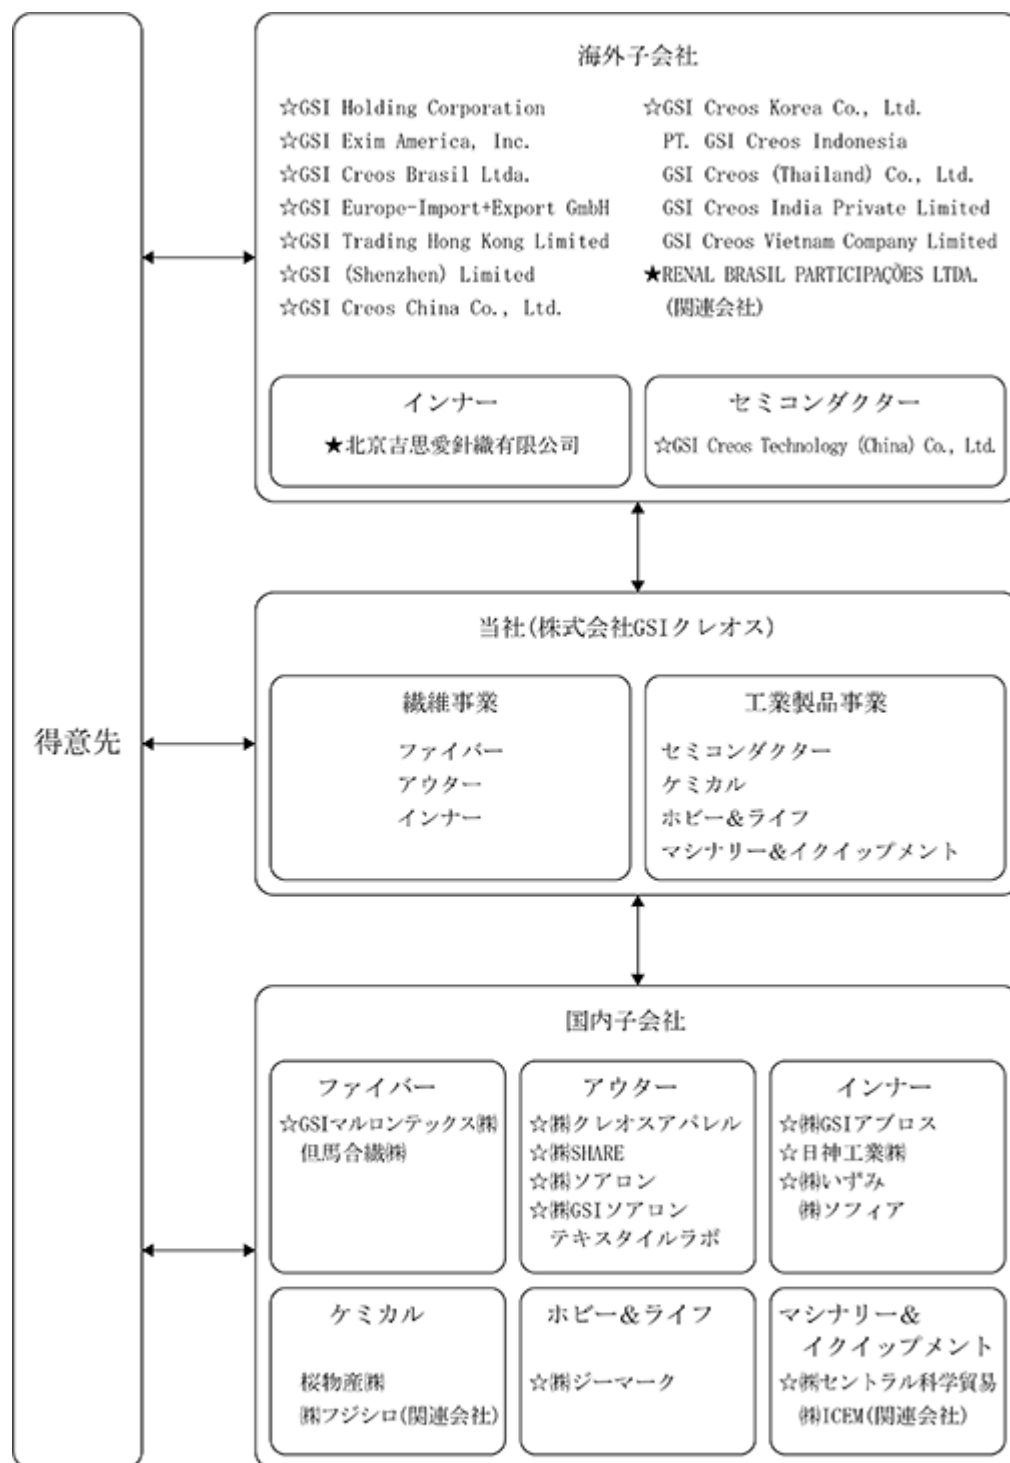 得意先
海外子会社
☆GSI Holding Corporation
☆GSI Exim America, Inc.
☆GSI Creos Brasil Ltda.
☆GSI Europe-Import+Export GmbH
☆GSI Trading Hong Kong Limited
☆GSI (Shenzhen) Limited
☆GSI Creos China Co., Ltd.
☆GSI Creos Korea Co., Ltd.
PT. GSI Creos Indonesia
GSI Creos (Thailand) Co., Ltd.
GSI Creos India Private Limited
GSI Creos Vietnam Company Limited
★RENAL BRASIL PARTICIPAÇÕES LTDA.
(関連会社)
インナー
★北京吉思愛針織有限公司
セミコンダクター
☆GSI Creos Technology (China) Co., Ltd.
当社(株式会社GSIクレオス)
繊維事業
ファイバー
アウター
インナー
工業製品事業
セミコンダクター
ケミカル
ホビー&ライフ
マシナリー&イクイップメント
国内子会社
ファイバー
☆GSIマルロンテックス㈱
但馬合繊㈱
アウター
☆㈱クレオスアパレル
☆㈱SHARE
☆㈱ソアロン
☆㈱GSIソアロン
テキスタイルラボ
インナー
☆㈱GSIアブロス
☆日神工業㈱
☆㈱いずみ
㈱ソフィア
ケミカル
桜物産㈱
㈱フジシロ(関連会社)
ホビー&ライフ
☆㈱ジーマーク
マシナリー&
イクイップメント
☆㈱セントラル科学貿易
㈱ICEM(関連会社)